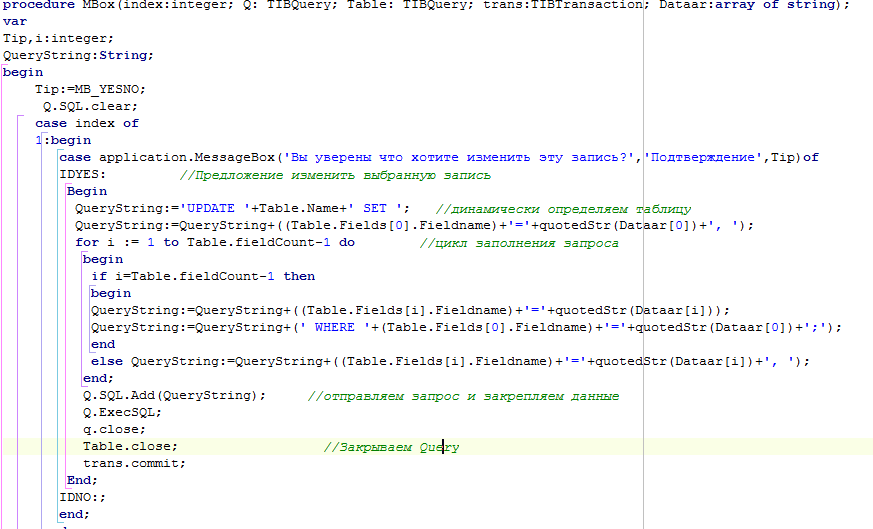 procedure MBox(index:integer; Q: TIBQuery; Table: TIBQuery; trans:TIBTransaction; Dataar:array of string);
var
Tip,i:integer;
QueryString:String;
begin
Tip:=MB_YESNO;
Q.SQL.clear;
case index of
1:begin
case application.MessageBox('Вы уверены что хотите изменить эту запись?','Подтверждение',Tip)of
IDYES: //Предложение изменить выбранную запись
Begin
QueryString:='UPDATE '+Table.Name+' SET '; //динамически определяем таблицу
QueryString:=QueryString+((Table.Fields[0].Fieldname)+'='+quotedStr(Dataar[0])+', ');
for i := 1 to Table.fieldCount-1 do //цикл заполнения запроса
begin
if i=Table.fieldCount-1 then
begin
QueryString:=QueryString+((Table.Fields[i].Fieldname)+'='+quotedStr(Dataar[i]));
QueryString:=QueryString+(' WHERE '+(Table.Fields[0].Fieldname)+'='+quotedStr(Dataar[0])+';');
end
else QueryString:=QueryString+((Table.Fields[i].Fieldname)+'='+quotedStr(Dataar[i])+', ');
end;
Q.SQL.Add(QueryString); //отправляем запрос и закрепляем данные
Q.ExecSQL;
q.close;
Table.close; //Закрываем Query
trans.commit;
End;
IDNO:;
end;